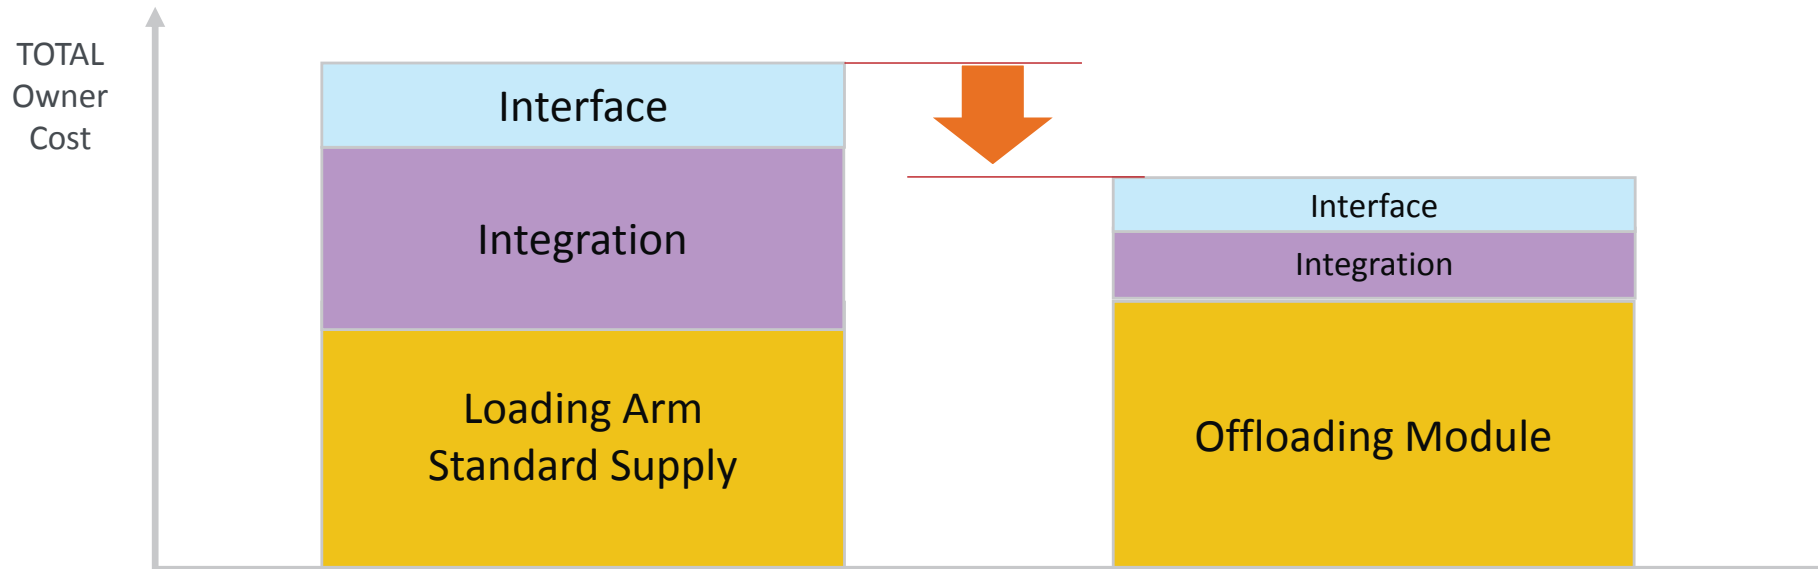 TOTAL
Owner
Cost
Interface
Integration
Loading Arm
Standard Supply
Interface
Integration
Offloading Module